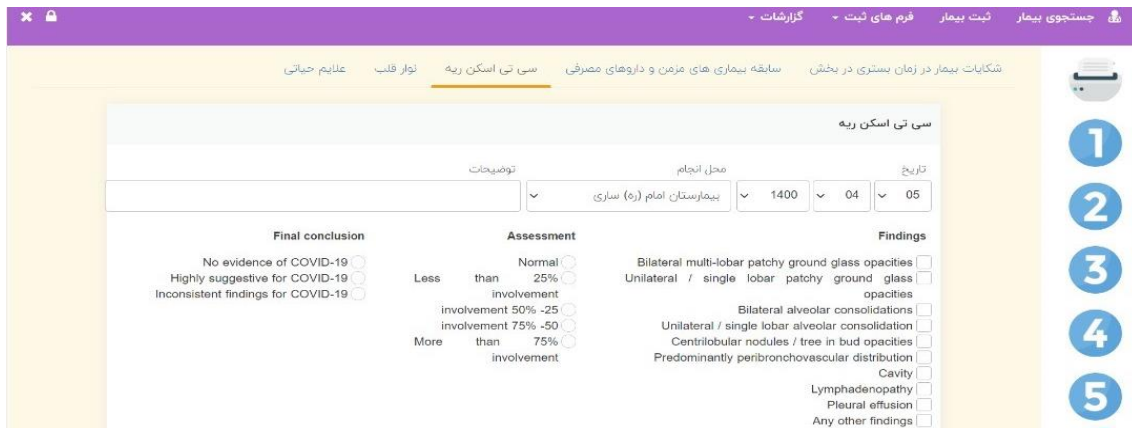 جستجوی بیمار ثبت بیمار فرم های ثبت گزارشات
شکایات بیمار در زمان بستری در بخش سابقه بیماری های مزمن و داروهای مصرفی سی تی اسکن ریه نوار قلب علایم حیاتی
سی تی اسکن ریه
تاریخ محل انجام توضیحات
05 04 1400 بیمارستان امام (ره) ساری
Findings
Bilateral multi-lobar patchy ground glass opacities
Unilateral / single lobar patchy ground glass
opacities
Bilateral alveolar consolidations
Unilateral / single lobar alveolar consolidation
Centrilobular nodules / tree in bud opacities
Predominantly peribronchovascular distribution
Cavity
Lymphadenopathy
Pleural effusion
Any other findings
Assessment
Normal
Less than 25%
involvement
involvement 50% -25
involvement 75% -50
More than 75%
involvement
Final conclusion
No evidence of COVID-19
Highly suggestive for COVID-19
Inconsistent findings for COVID-19
1
2
3
4
5